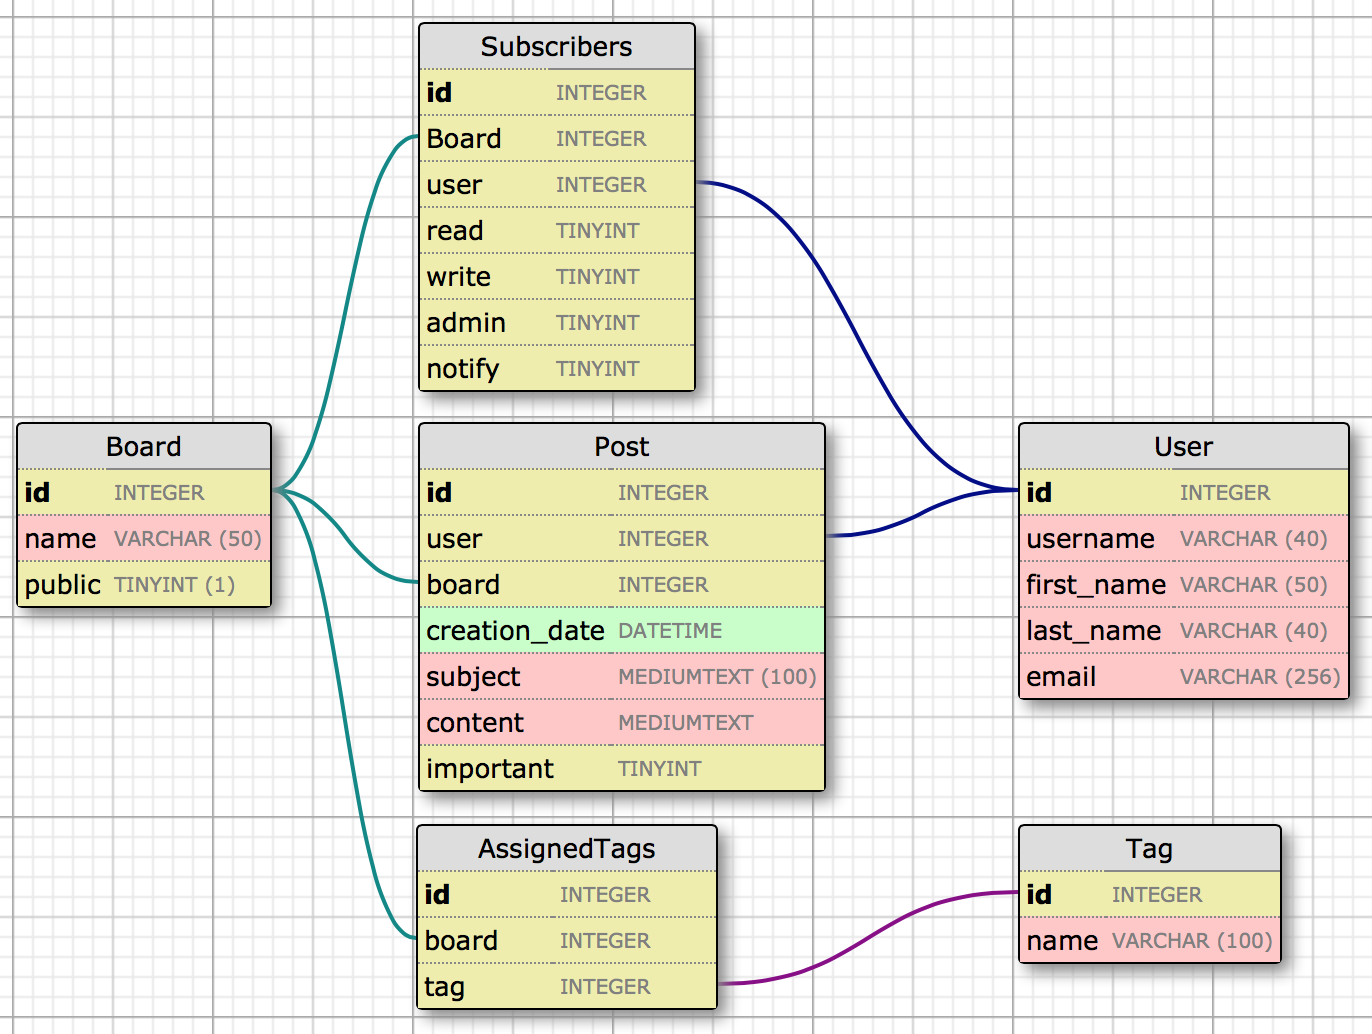 Subscribers
id INTEGER
Board INTEGER
user INTEGER
read TINYINT
write TINYINT
admin TINYINT
notify TINYINT
Board
id INTEGER
name VARCHAR (50)
public TINYINT (1)
Post
id INTEGER
user INTEGER
board INTEGER
creation_date DATETIME
subject MEDIUMTEXT (100)
content MEDIUMTEXT
important TINYINT
User
id INTEGER
username VARCHAR (40)
first_name VARCHAR (50)
last_name VARCHAR (40)
email VARCHAR (256)
AssignedTags
id INTEGER
board INTEGER
tag INTEGER
Tag
id INTEGER
name VARCHAR (100)